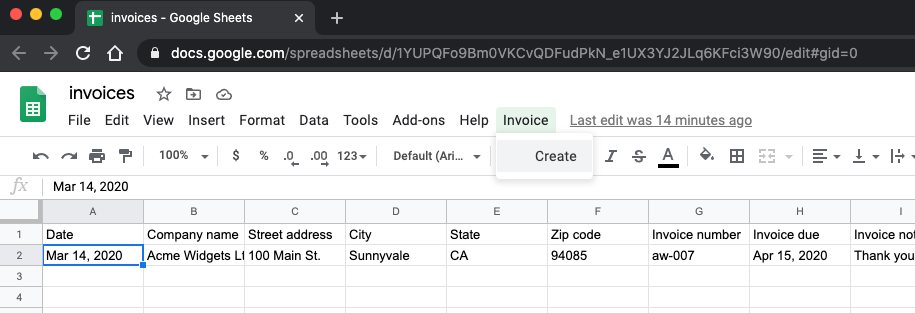 invoices - Google Sheets
docs.google.com/spreadsheets/d/1YUPQFo9Bm0VKCvQDFudPkN_e1UX3YJ2JLq6KFci3W90/edit#gid=0
invoices
File Edit View Insert Format Data Tools Add-ons Help Invoice Last edit was 14 minutes ago
100% $ % .0 .00 123 Default (Ari... I S A
Create
fx Mar 14, 2020
A B C D E F G H I
1 Date Company name Street address City State Zip code Invoice number Invoice due Invoice not
2 Mar 14, 2020 Acme Widgets Lt 100 Main St. Sunnyvale CA 94085 aw-007 Apr 15, 2020 Thank you
3
4